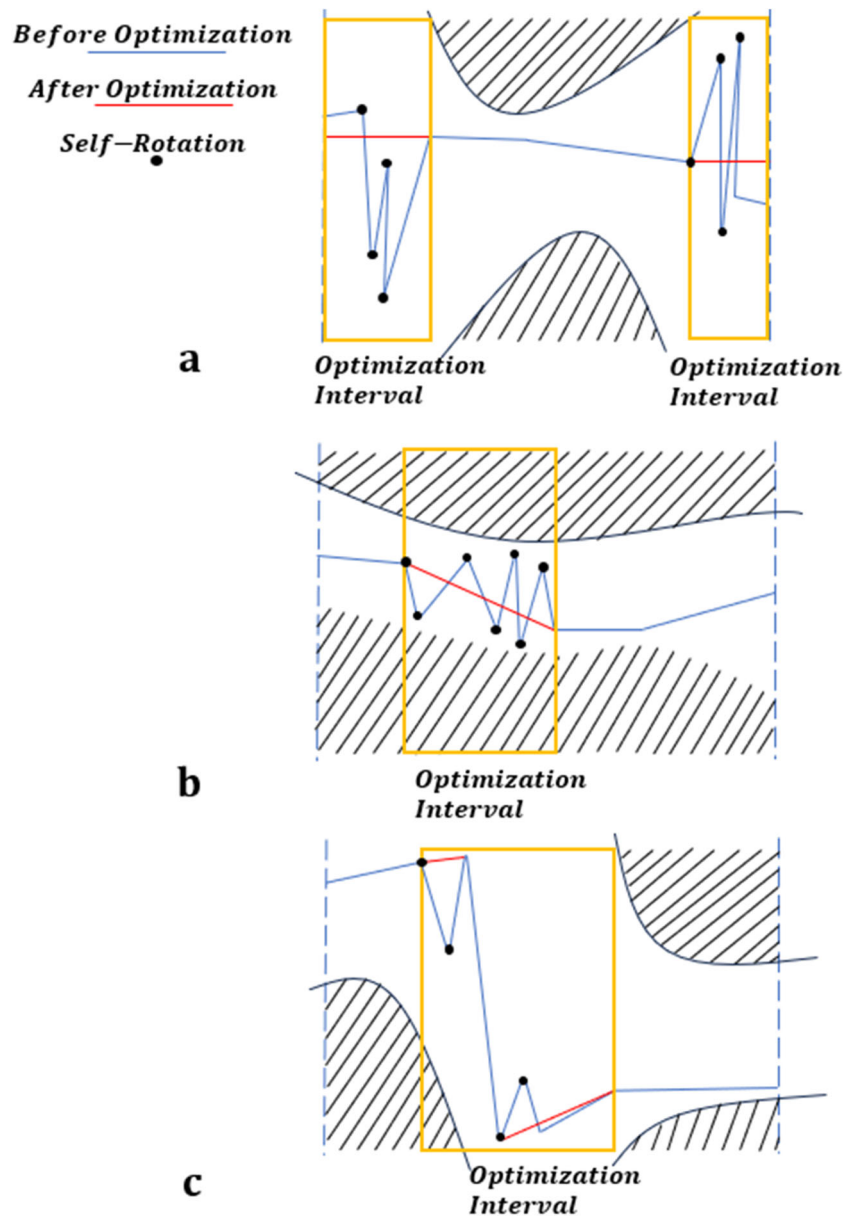 Before Optimization
After Optimization
Self−Rotation
a
Optimization
Interval
Optimization
Interval
b
Optimization
Interval
c
Optimization
Interval